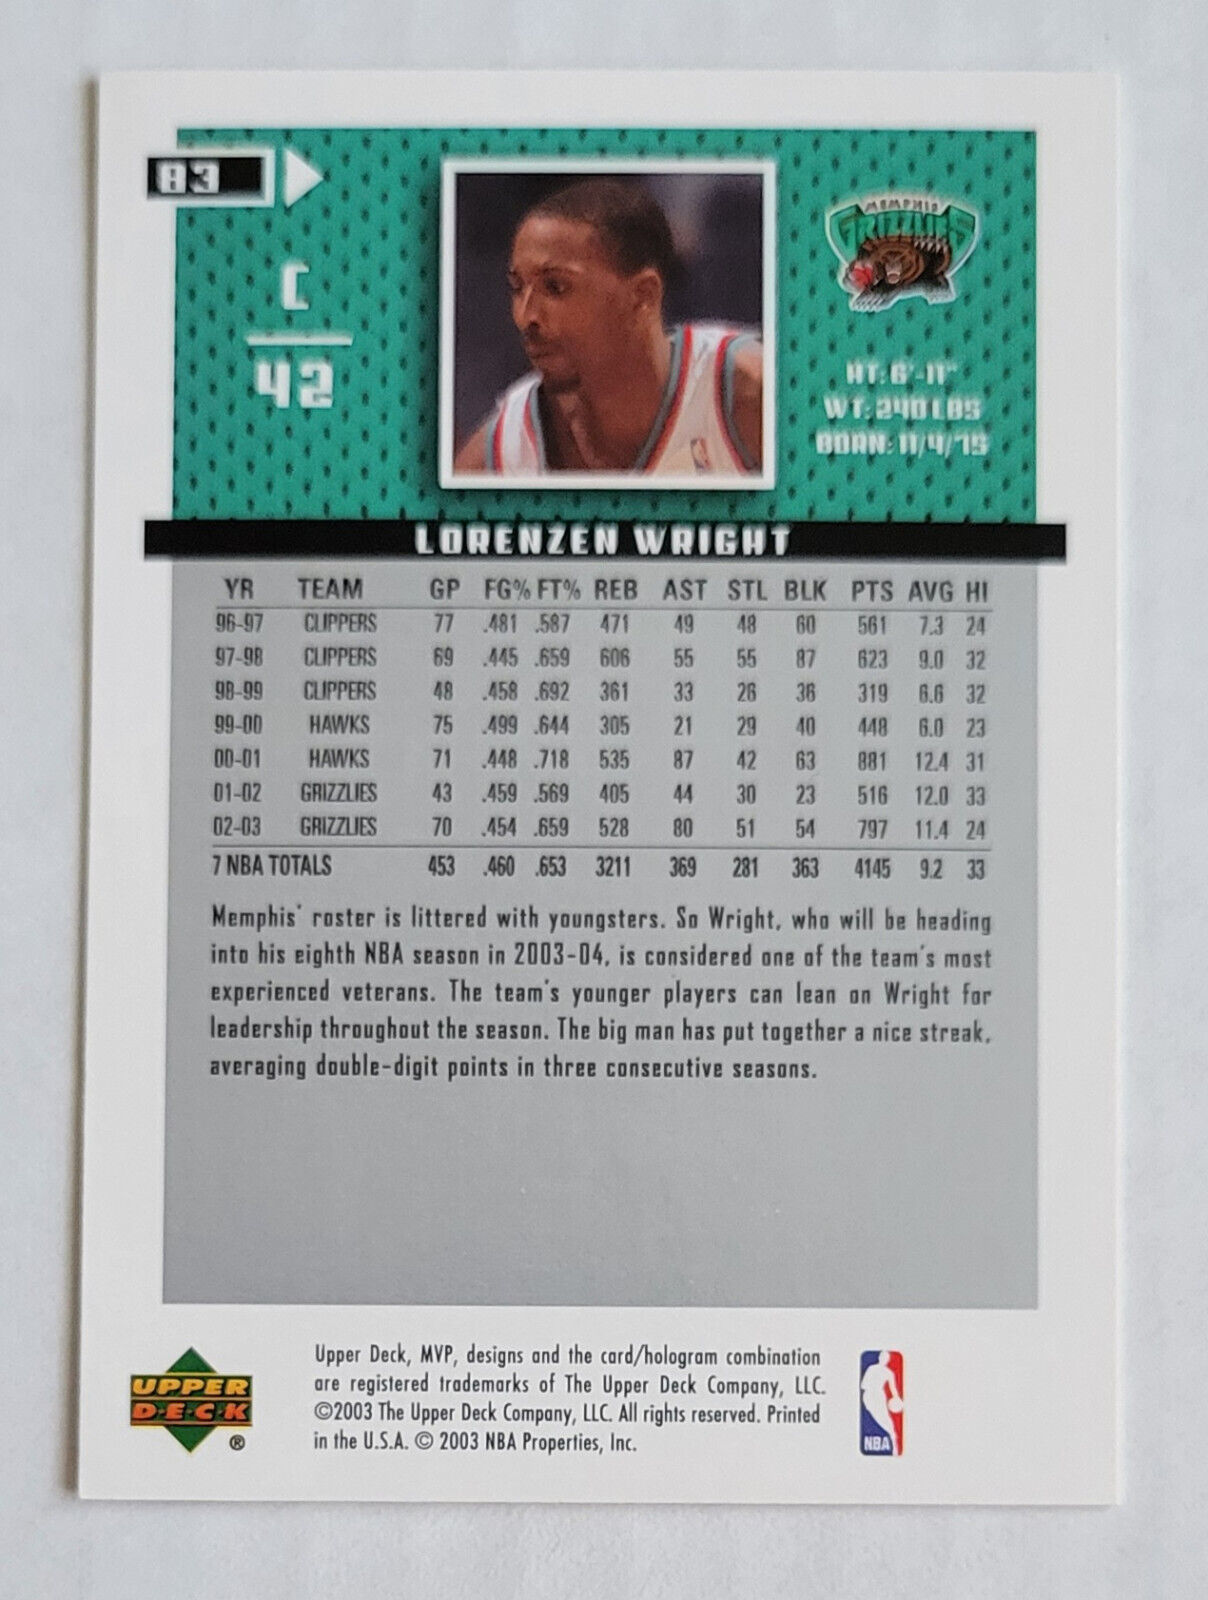 83
C
42
MEMPHIS
GRIZZLIES
HT: 6'-11"
WT: 240 LBS
BORN: 11/4/75
LORENZEN WRIGHT
YR TEAM GP FG% FT% REB AST STL BLK PTS AVG HI
96-97 CLIPPERS 77 .481 .587 471 49 48 60 561 7.3 24
97-98 CLIPPERS 69 .445 .659 606 55 55 87 623 9.0 32
98-99 CLIPPERS 48 .458 .692 361 33 26 36 319 6.6 32
99-00 HAWKS 75 .499 .644 305 21 29 40 448 6.0 23
00-01 HAWKS 71 .448 .718 535 87 42 63 881 12.4 31
01-02 GRIZZLIES 43 .459 .569 405 44 30 23 516 12.0 33
02-03 GRIZZLIES 70 .454 .659 528 80 51 54 797 11.4 24
7 NBA TOTALS 453 .460 .653 3211 369 281 363 4145 9.2 33
Memphis' roster is littered with youngsters. So Wright, who will be heading
into his eighth NBA season in 2003-04, is considered one of the team's most
experienced veterans. The team's younger players can lean on Wright for
leadership throughout the season. The big man has put together a nice streak,
averaging double-digit points in three consecutive seasons.
UPPER
D·E·C·K
®
Upper Deck, MVP, designs and the card/hologram combination
are registered trademarks of The Upper Deck Company, LLC.
©2003 The Upper Deck Company, LLC. All rights reserved. Printed
in the U.S.A. © 2003 NBA Properties, Inc.
NBA